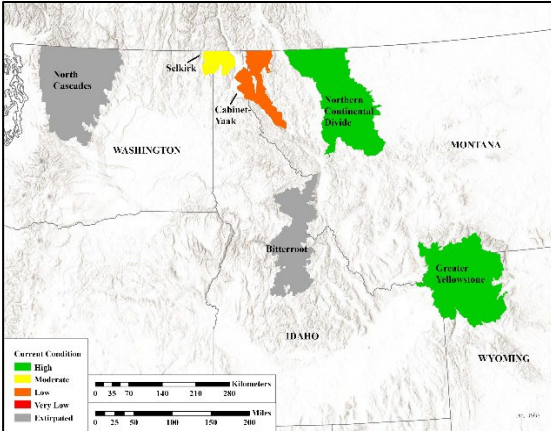 North
Cascades
Selkirk
Cabinet-
Yaak
Northern
Continental
Divide
WASHINGTON
MONTANA
Bitterroot
Greater
Yellowstone
IDAHO
WYOMING
Current Condition
High
Moderate
Low
Very Low
Extirpated
Kilometers
0 35 70 140 210 280
Miles
0 25 50 100 150 200